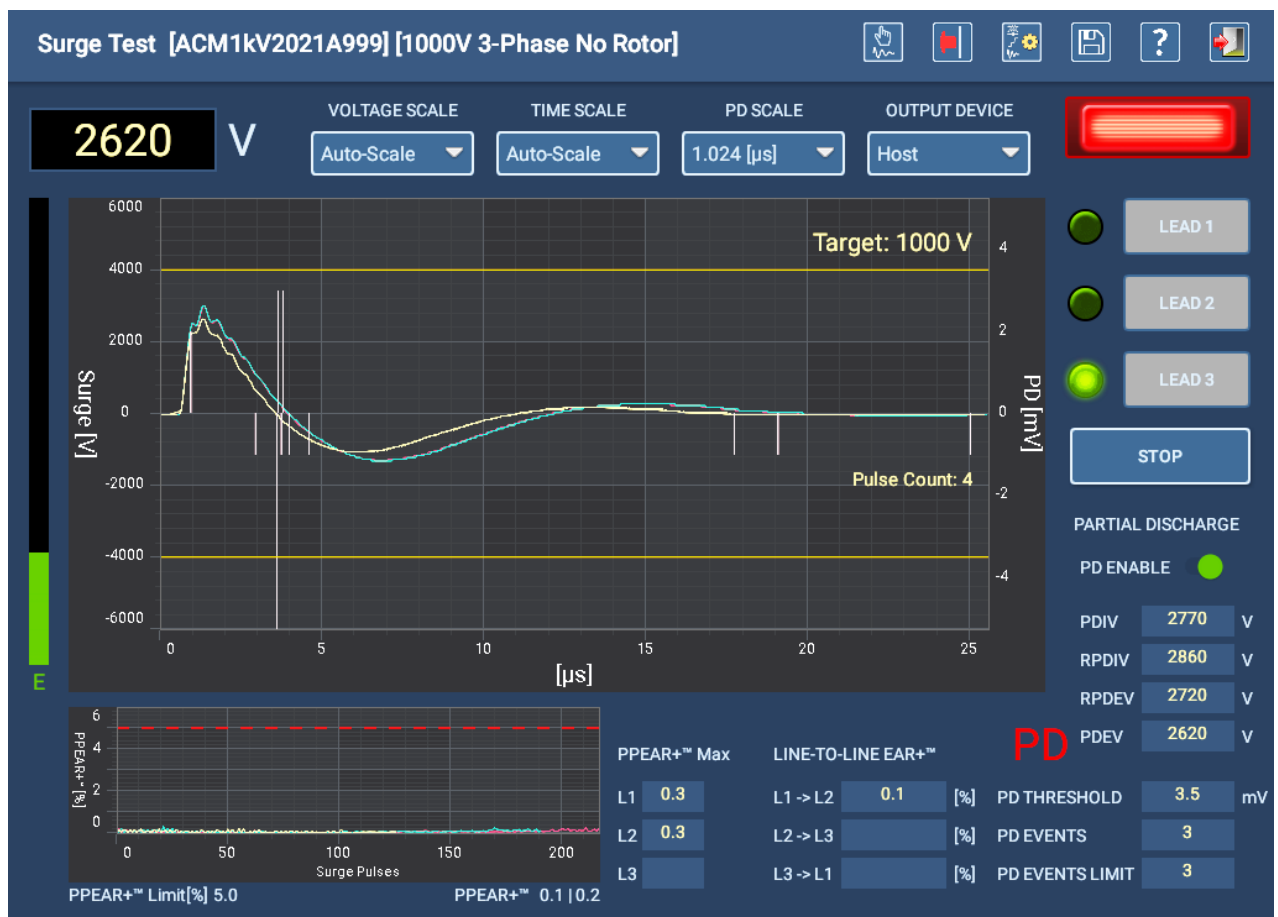 Surge Test [ACM1kV2021A999] [1000V 3-Phase No Rotor]
?
2620 V
VOLTAGE SCALE
Auto-Scale
TIME SCALE
Auto-Scale
PD SCALE
1.024 [µs]
OUTPUT DEVICE
Host
E
Surge [V]
6000
4000
2000
0
-2000
-4000
-6000
Target: 1000 V
Pulse Count: 4
4
2
0
-2
-4
PD [mV]
0 5 10 15 20 25
[µs]
LEAD 1
LEAD 2
LEAD 3
STOP
PARTIAL DISCHARGE
PD ENABLE
PDIV 2770 V
RPDIV 2860 V
RPDEV 2720 V
PD
PDEV 2620 V
PD THRESHOLD 3.5 mV
PD EVENTS 3
PD EVENTS LIMIT 3
PPEAR+™ [%]
6
4
2
0
0 50 100 150 200
Surge Pulses
PPEAR+™ Limit[%] 5.0
PPEAR+™ 0.1|0.2
PPEAR+™ Max
L1 0.3
L2 0.3
L3
LINE-TO-LINE EAR+™
L1 -> L2 0.1 [%]
L2 -> L3 [%]
L3 -> L1 [%]